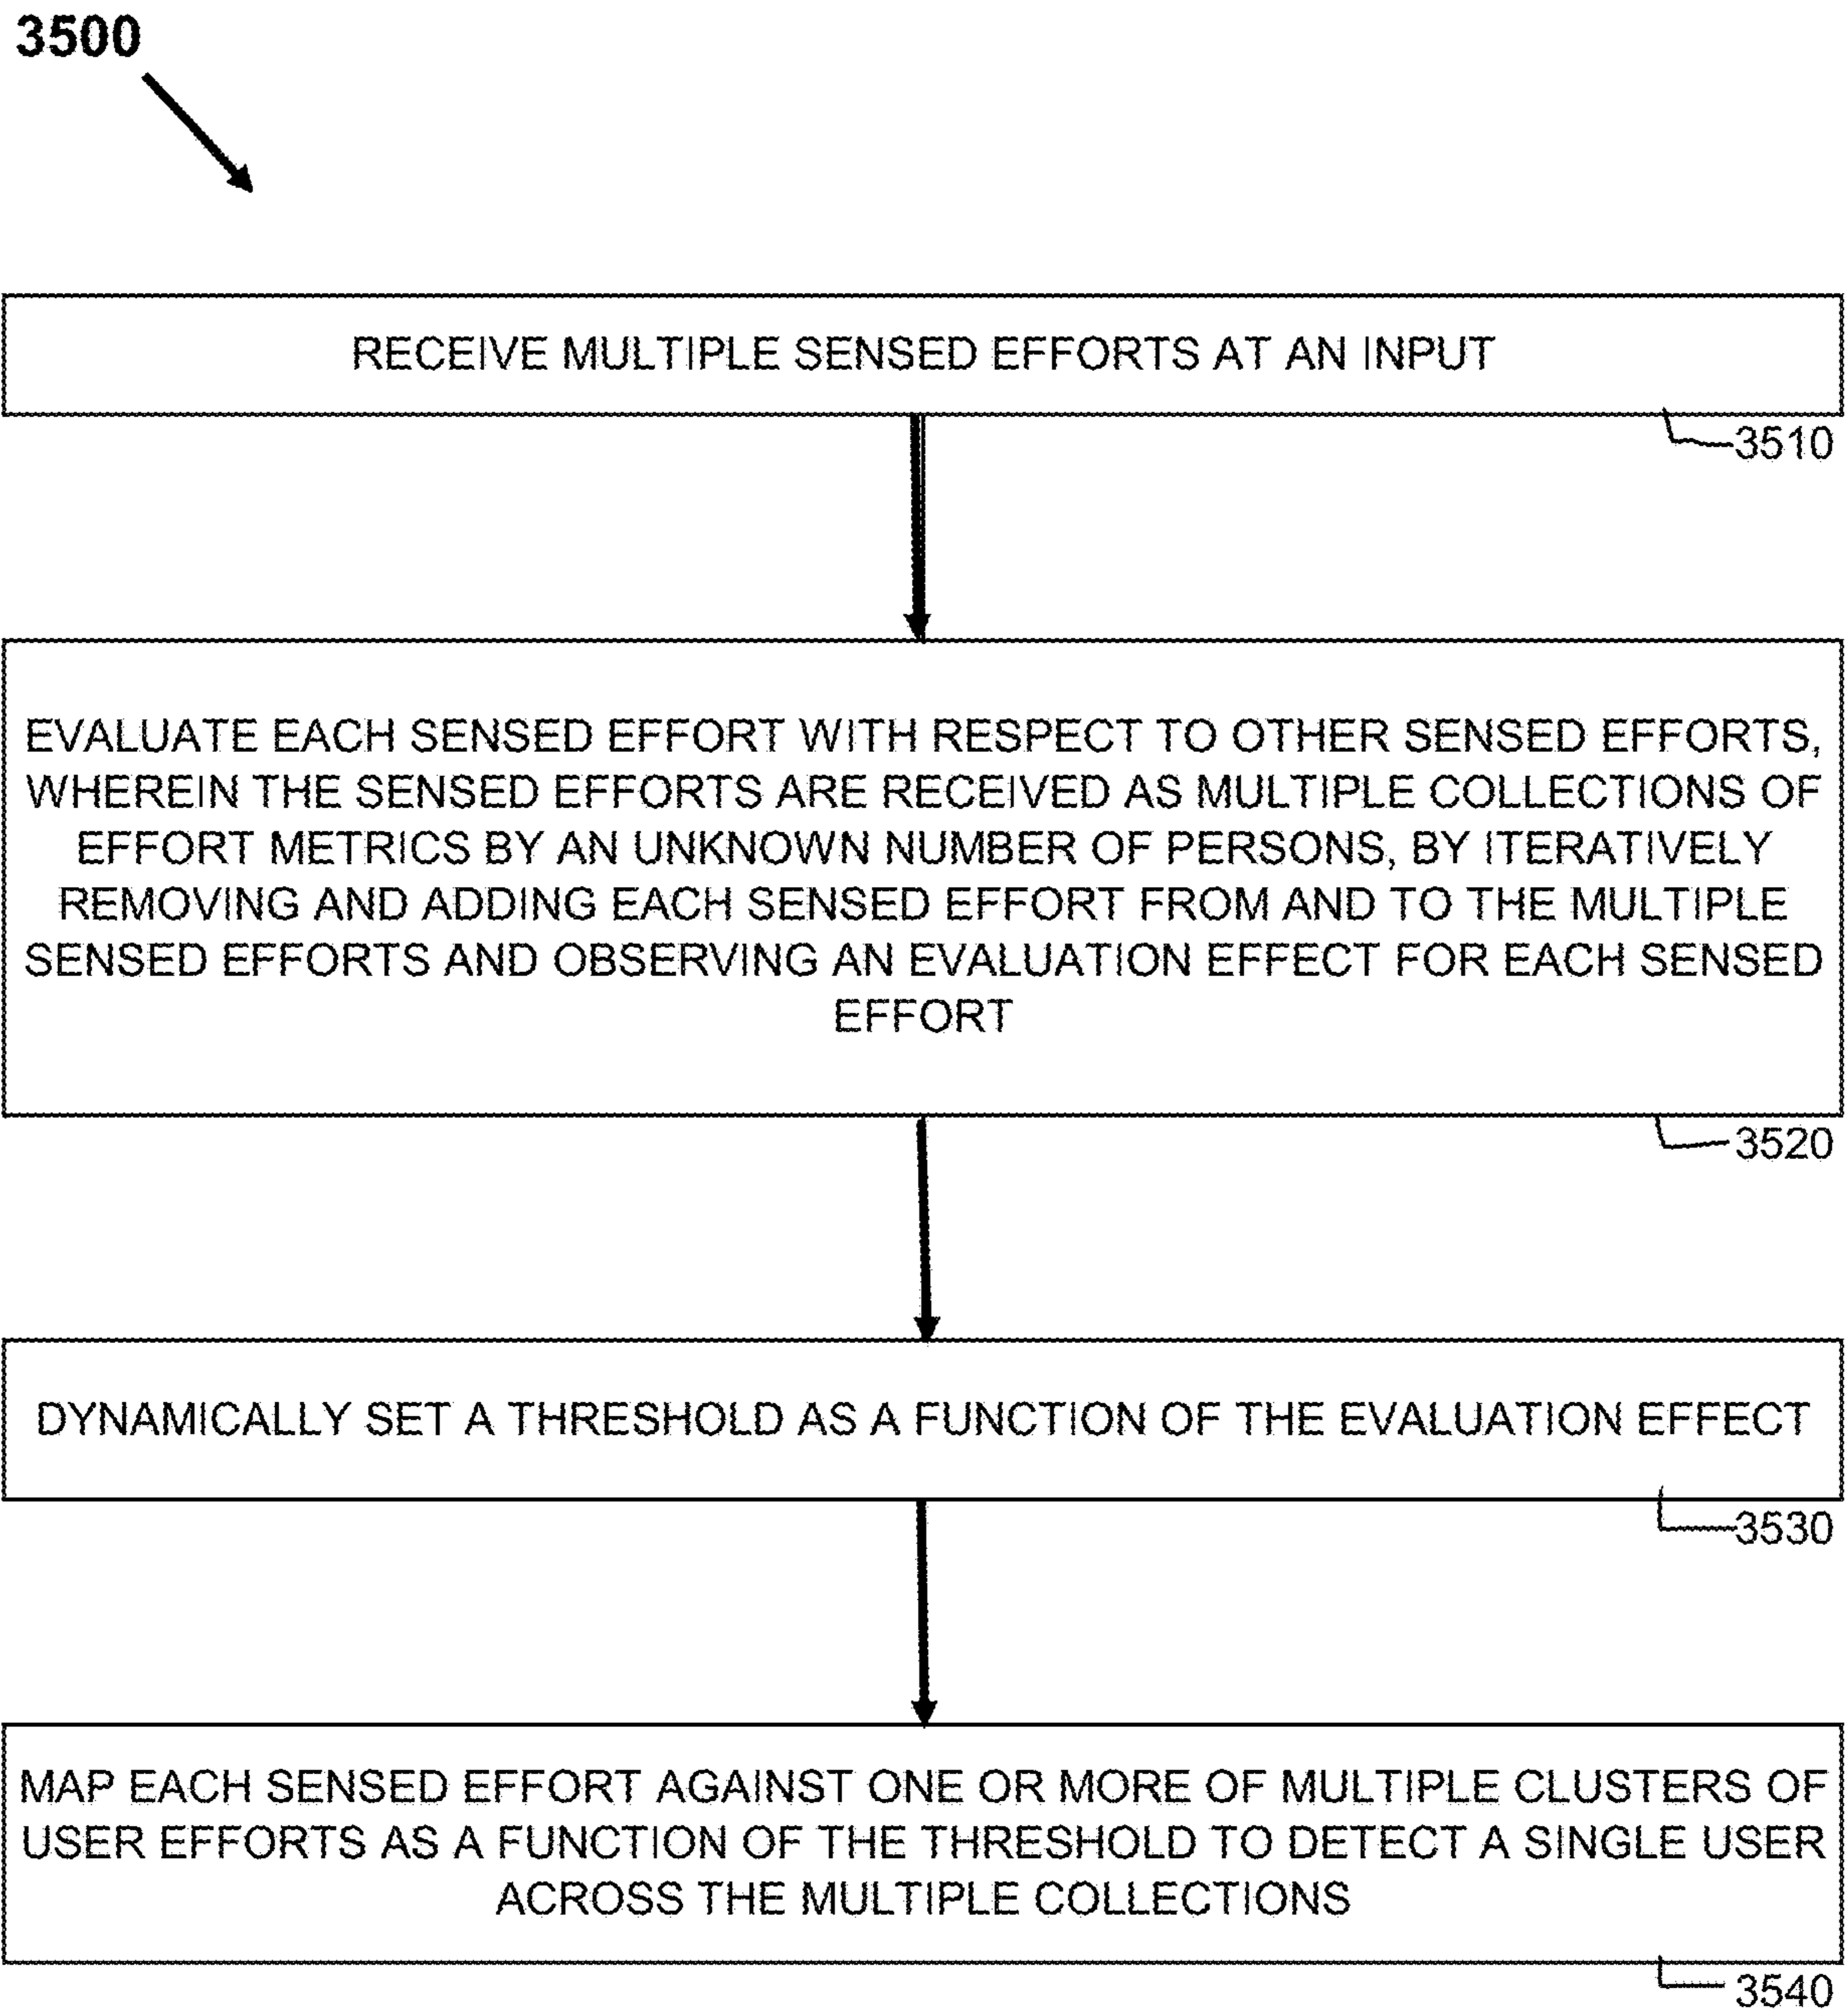 3500
RECEIVE MULTIPLE SENSED EFFORTS AT AN INPUT
3510
EVALUATE EACH SENSED EFFORT WITH RESPECT TO OTHER SENSED EFFORTS,
WHEREIN THE SENSED EFFORTS ARE RECEIVED AS MULTIPLE COLLECTIONS OF
EFFORT METRICS BY AN UNKNOWN NUMBER OF PERSONS, BY ITERATIVELY
REMOVING AND ADDING EACH SENSED EFFORT FROM AND TO THE MULTIPLE
SENSED EFFORTS AND OBSERVING AN EVALUATION EFFECT FOR EACH SENSED
EFFORT
3520
DYNAMICALLY SET A THRESHOLD AS A FUNCTION OF THE EVALUATION EFFECT
3530
MAP EACH SENSED EFFORT AGAINST ONE OR MORE OF MULTIPLE CLUSTERS OF
USER EFFORTS AS A FUNCTION OF THE THRESHOLD TO DETECT A SINGLE USER
ACROSS THE MULTIPLE COLLECTIONS
3540